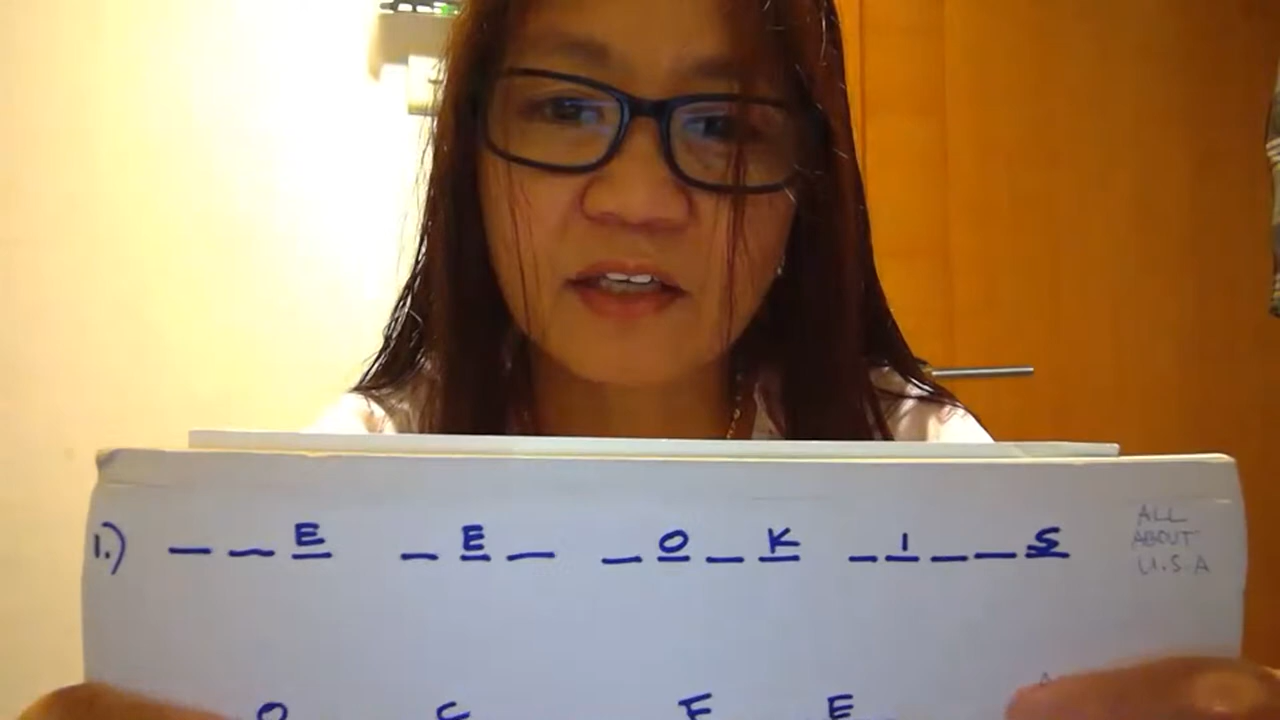 1.) _ _ E _ E _ _ O _ K _ I _ _ S
ALL
ABOUT
U.S.A
O C F E